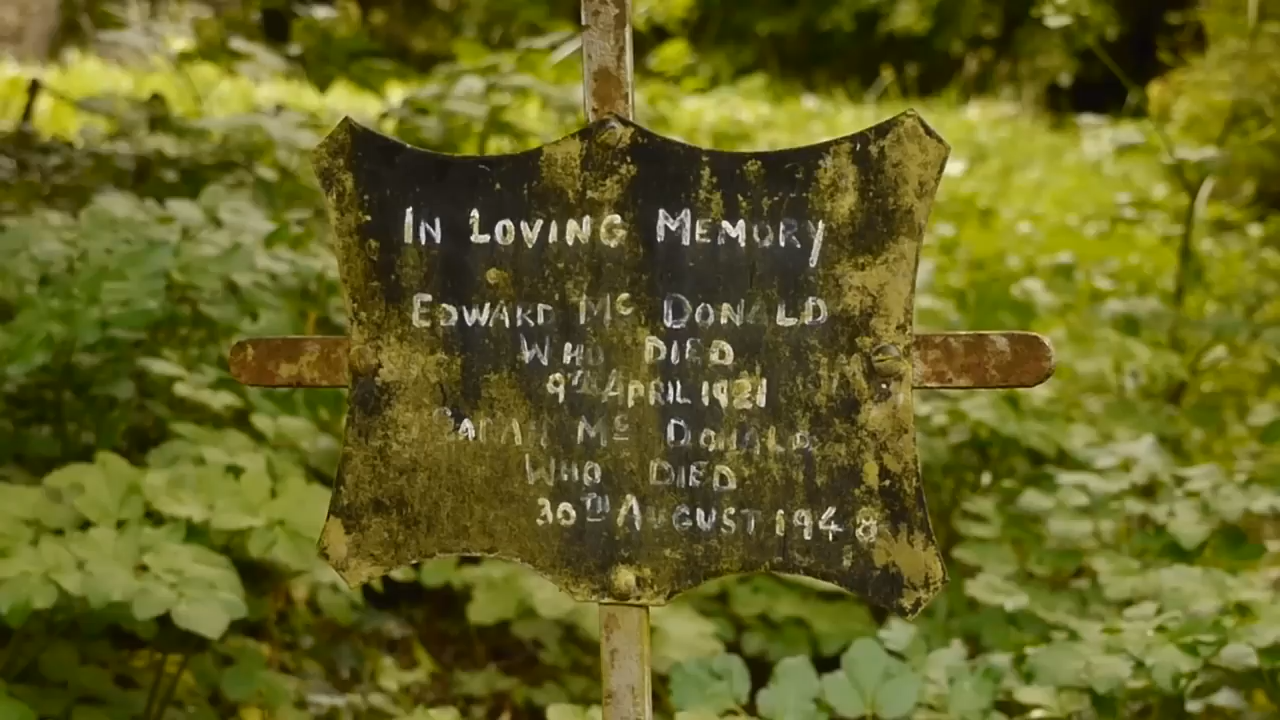 IN LOVING MEMORY
EDWARD Mc DONALD
WHO DIED
9TH APRIL 1921
SARAH Mc DONALD
WHO DIED
30TH AUGUST 1948